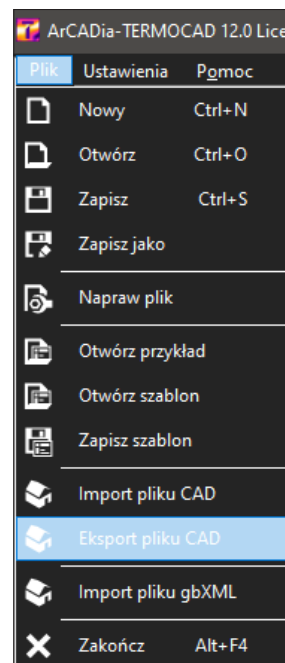 ArCADia-TERMOCAD 12.0 Lice
Plik Ustawienia Pomoc
Nowy Ctrl+N
Otwórz Ctrl+O
Zapisz Ctrl+S
Zapisz jako
Napraw plik
Otwórz przykład
Otwórz szablon
Zapisz szablon
Import pliku CAD
Eksport pliku CAD
Import pliku gbXML
Zakończ Alt+F4